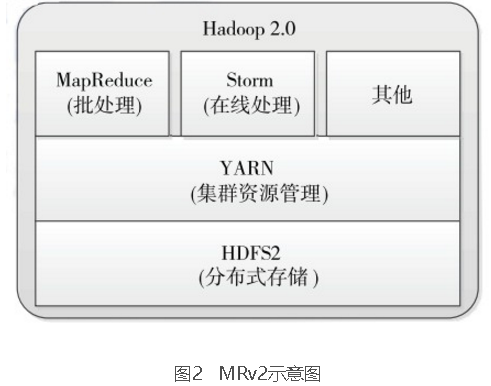 Hadoop 2.0
MapReduce
(批处理)
Storm
(在线处理)
其他
YARN
(集群资源管理)
HDFS2
(分布式存储 )
图2 MRv2示意图